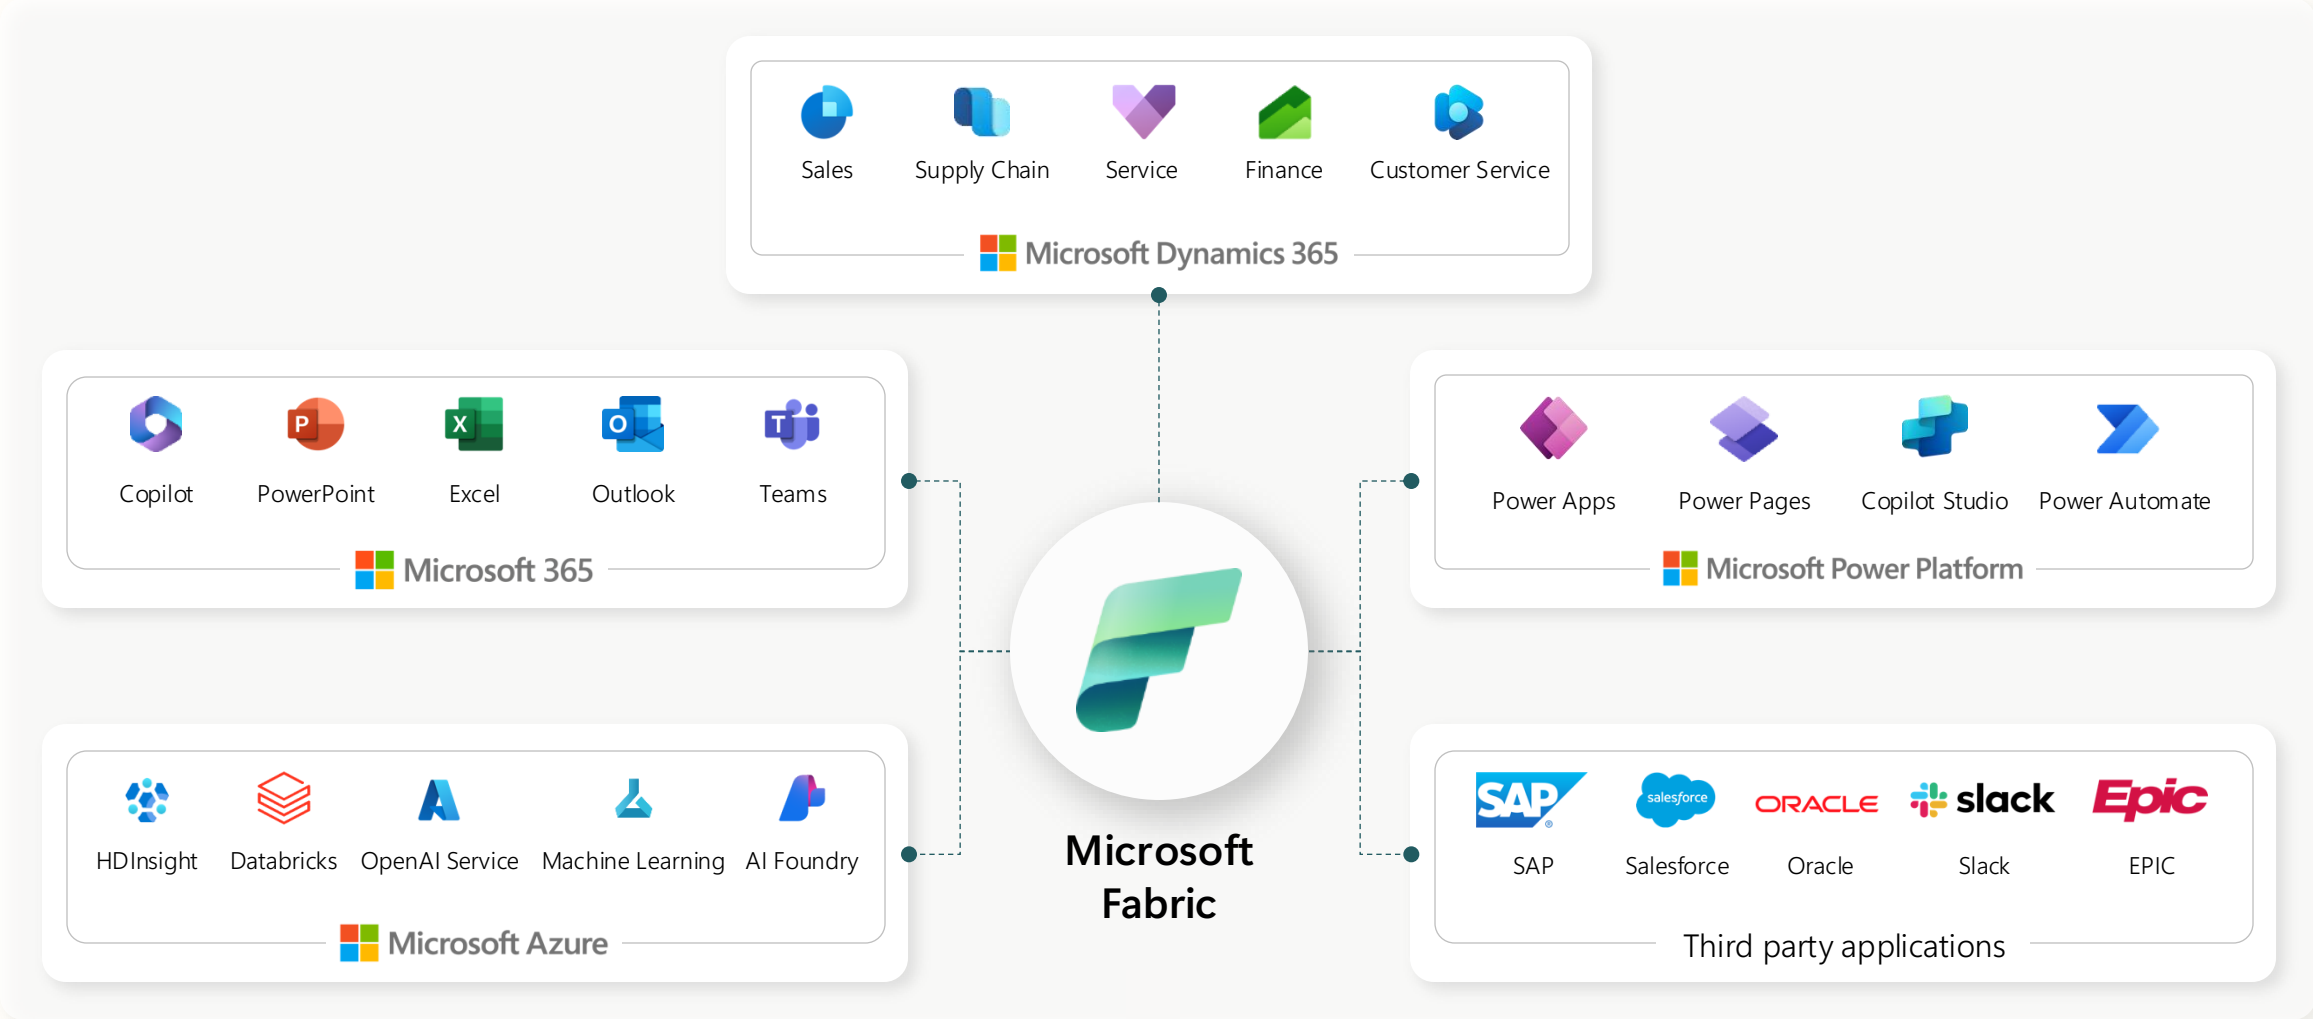 Sales
Supply Chain
Service
Finance
Customer Service
Microsoft Dynamics 365
P
X
O
T
Copilot
PowerPoint
Excel
Outlook
Teams
Microsoft 365
Power Apps
Power Pages
Copilot Studio
Power Automate
Microsoft Power Platform
HDInsight
Databricks
OpenAI Service
Machine Learning
AI Foundry
Microsoft Azure
Microsoft
Fabric
SAP®
salesforce
ORACLE
slack
Epic
SAP
Salesforce
Oracle
Slack
EPIC
Third party applications